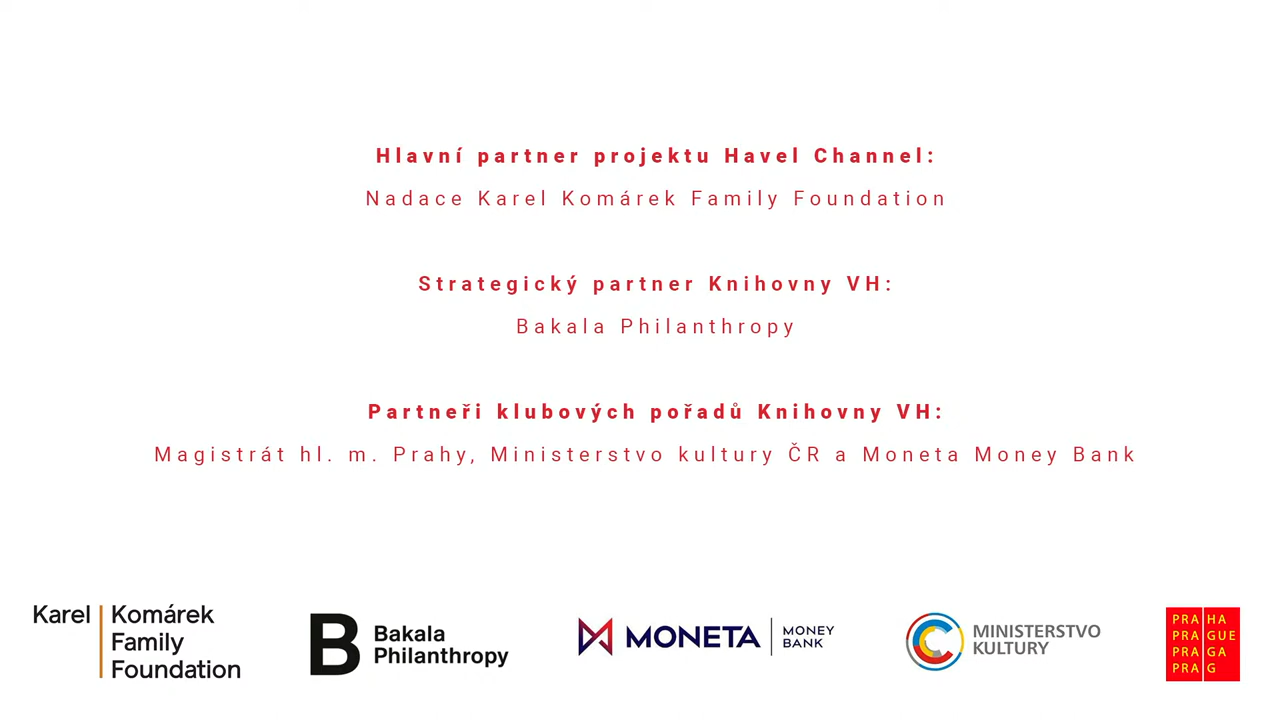 Hlavní partner projektu Havel Channel:
Nadace Karel Komárek Family Foundation
Strategický partner Knihovny VH:
Bakala Philanthropy
Partneři klubových pořadů Knihovny VH:
Magistrát hl. m. Prahy, Ministerstvo kultury ČR a Moneta Money Bank
Karel Komárek
Family
Foundation
B Bakala
Philanthropy
MONETA MONEY
BANK
MINISTERSTVO
KULTURY
PRA HA
PRA GUE
PRA GA
PRA G